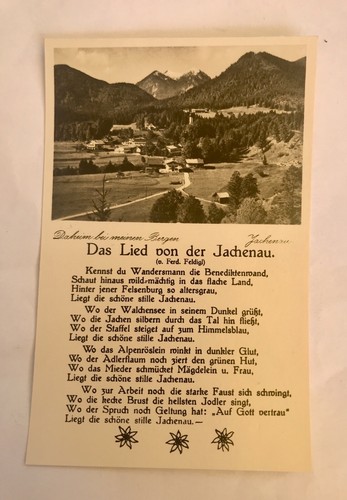 Daheim bei meinen Bergen Jachenau
Das Lied von der Jachenau.
(v. Ferd. Feldigl)
Kennst du Wandersmann die Benediktenwand,
Schaut hinaus wild-mächtig in das flache Land,
Hinter jener Felsenburg so altersgrau,
Liegt die schöne stille Jachenau.
Wo der Walchensee in seinem Dunkel grüßt,
Wo die Jachen silbern durch das Tal hin fließt,
Wo der Staffel steiget auf zum Himmelsblau,
Liegt die schöne stille Jachenau.
Wo das Alpenröslein winkt in dunkler Glut,
Wo der Adlerflaum noch ziert den grünen Hut,
Wo das Mieder schmücket Mägdelein u. Frau,
Liegt die schöne stille Jachenau.
Wo zur Arbeit noch die starke Faust sich schwingt,
Wo die kecke Brust die hellsten Jodler singt,
Wo der Spruch noch Geltung hat: „Auf Gott vertrau“
Liegt die schöne stille Jachenau.—